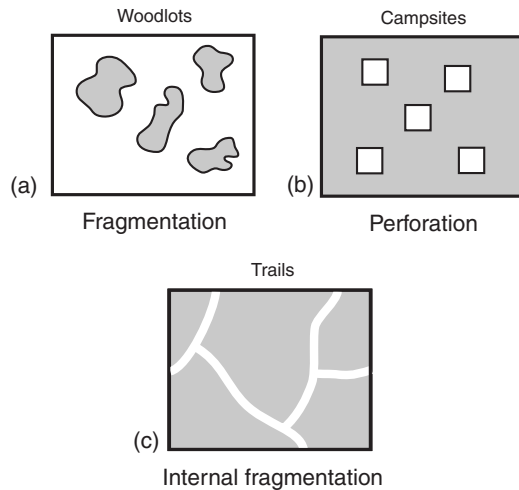 Woodlots
Campsites
(a)
(b)
Fragmentation
Perforation
Trails
(c)
Internal fragmentation